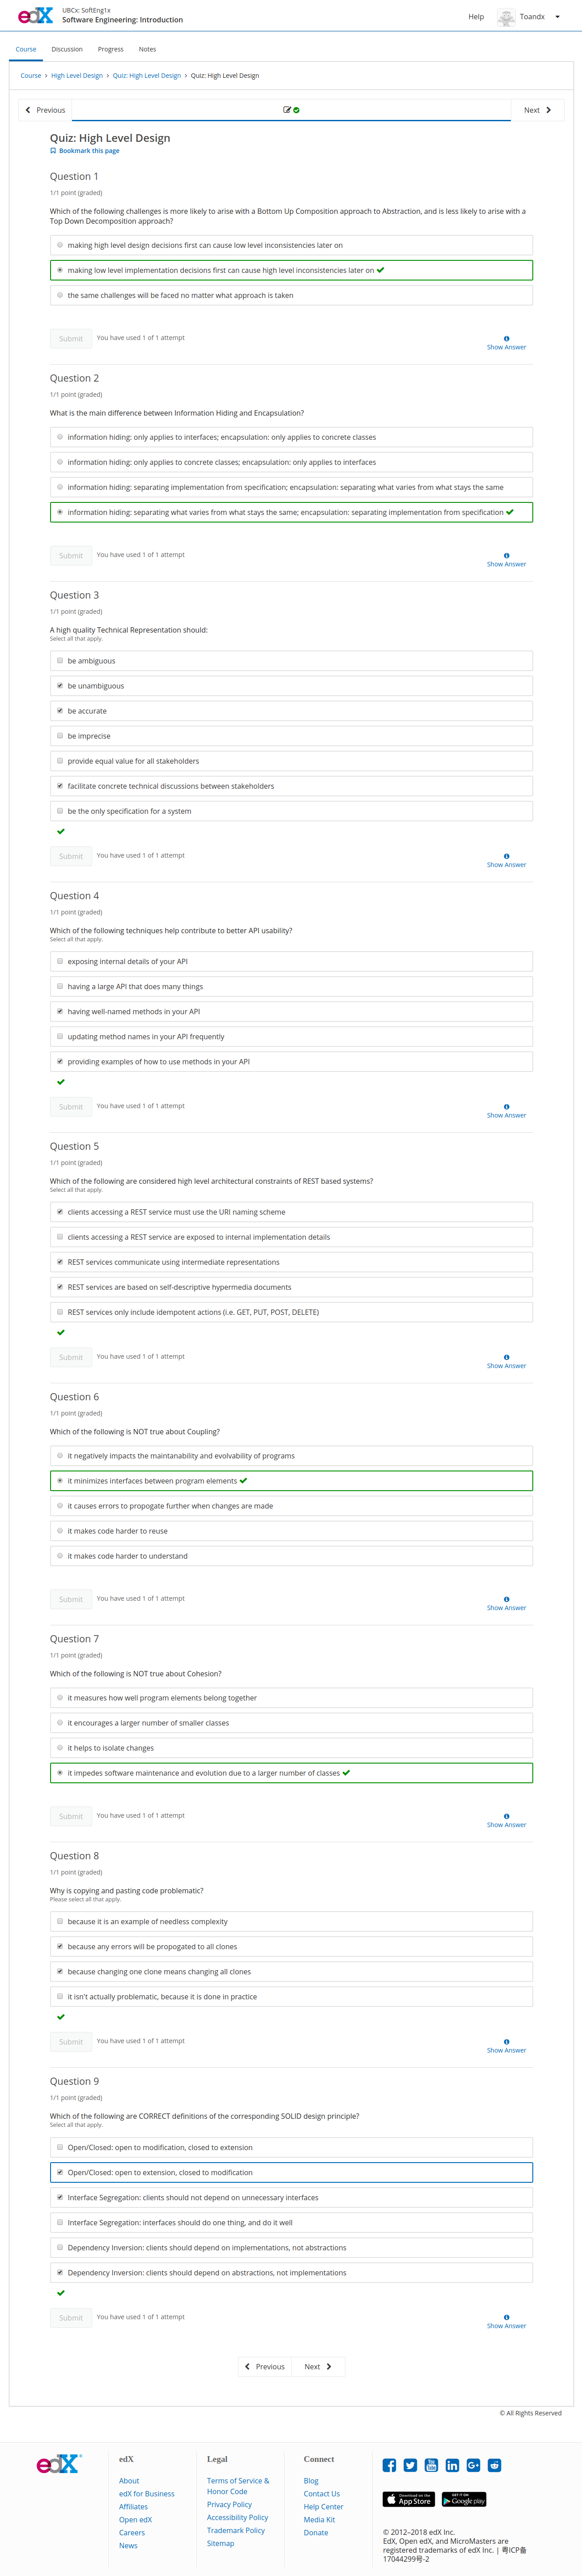 edX
UBCx: SoftEng1x
Software Engineering: Introduction
Help
Toandx
Course
Discussion
Progress
Notes
Course › High Level Design › Quiz: High Level Design › Quiz: High Level Design
Previous
Next
Quiz: High Level Design
Bookmark this page
Question 1
1/1 point (graded)
Which of the following challenges is more likely to arise with a Bottom Up Composition approach to Abstraction, and is less likely to arise with a
Top Down Decomposition approach?
making high level design decisions first can cause low level inconsistencies later on
making low level implementation decisions first can cause high level inconsistencies later on
the same challenges will be faced no matter what approach is taken
Submit
You have used 1 of 1 attempt
Show Answer
Question 2
1/1 point (graded)
What is the main difference between Information Hiding and Encapsulation?
information hiding: only applies to interfaces; encapsulation: only applies to concrete classes
information hiding: only applies to concrete classes; encapsulation: only applies to interfaces
information hiding: separating implementation from specification; encapsulation: separating what varies from what stays the same
information hiding: separating what varies from what stays the same; encapsulation: separating implementation from specification
Submit
You have used 1 of 1 attempt
Show Answer
Question 3
1/1 point (graded)
A high quality Technical Representation should:
Select all that apply.
be ambiguous
be unambiguous
be accurate
be imprecise
provide equal value for all stakeholders
facilitate concrete technical discussions between stakeholders
be the only specification for a system
Submit
You have used 1 of 1 attempt
Show Answer
Question 4
1/1 point (graded)
Which of the following techniques help contribute to better API usability?
Select all that apply.
exposing internal details of your API
having a large API that does many things
having well-named methods in your API
updating method names in your API frequently
providing examples of how to use methods in your API
Submit
You have used 1 of 1 attempt
Show Answer
Question 5
1/1 point (graded)
Which of the following are considered high level architectural constraints of REST based systems?
Select all that apply.
clients accessing a REST service must use the URI naming scheme
clients accessing a REST service are exposed to internal implementation details
REST services communicate using intermediate representations
REST services are based on self-descriptive hypermedia documents
REST services only include idempotent actions (i.e. GET, PUT, POST, DELETE)
Submit
You have used 1 of 1 attempt
Show Answer
Question 6
1/1 point (graded)
Which of the following is NOT true about Coupling?
it negatively impacts the maintanability and evolvability of programs
it minimizes interfaces between program elements
it causes errors to propogate further when changes are made
it makes code harder to reuse
it makes code harder to understand
Submit
You have used 1 of 1 attempt
Show Answer
Question 7
1/1 point (graded)
Which of the following is NOT true about Cohesion?
it measures how well program elements belong together
it encourages a larger number of smaller classes
it helps to isolate changes
it impedes software maintenance and evolution due to a larger number of classes
Submit
You have used 1 of 1 attempt
Show Answer
Question 8
1/1 point (graded)
Why is copying and pasting code problematic?
Please select all that apply.
because it is an example of needless complexity
because any errors will be propogated to all clones
because changing one clone means changing all clones
it isn't actually problematic, because it is done in practice
Submit
You have used 1 of 1 attempt
Show Answer
Question 9
1/1 point (graded)
Which of the following are CORRECT definitions of the corresponding SOLID design principle?
Select all that apply.
Open/Closed: open to modification, closed to extension
Open/Closed: open to extension, closed to modification
Interface Segregation: clients should not depend on unnecessary interfaces
Interface Segregation: interfaces should do one thing, and do it well
Dependency Inversion: clients should depend on implementations, not abstractions
Dependency Inversion: clients should depend on abstractions, not implementations
Submit
You have used 1 of 1 attempt
Show Answer
Previous
Next
© All Rights Reserved
edX
edX
About
edX for Business
Affiliates
Open edX
Careers
News
Legal
Terms of Service &
Honor Code
Privacy Policy
Accessibility Policy
Trademark Policy
Sitemap
Connect
Blog
Contact Us
Help Center
Media Kit
Donate
Download on the
App Store
GET IT ON
Google play
© 2012–2018 edX Inc.
EdX, Open edX, and MicroMasters are
registered trademarks of edX Inc. | 粤ICP备
17044299号-2